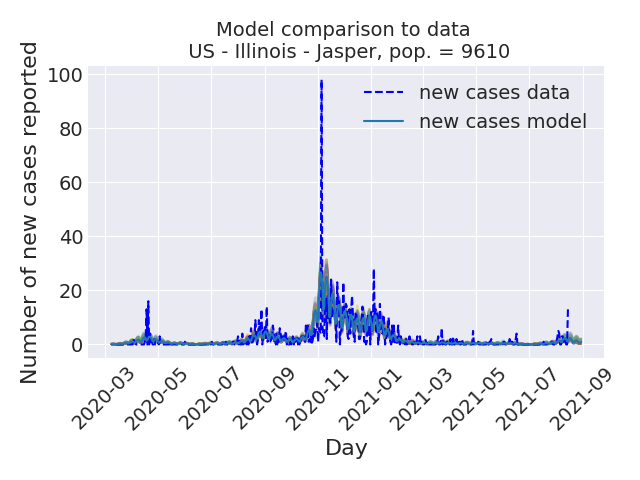 Model comparison to data
US - Illinois - Jasper, pop. = 9610
Number of new cases reported
100
80
60
40
20
0
new cases data
new cases model
2020-03
2020-05
2020-07
2020-09
2020-11
2021-01
2021-03
2021-05
2021-07
2021-09
Day